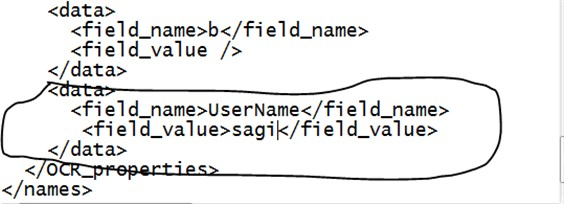 <data>
<field_name>b</field_name>
<field_value />
</data>
<data>
<field_name>UserName</field_name>
<field_value>sagi</field_value>
</data>
</OCR_properties>
</names>